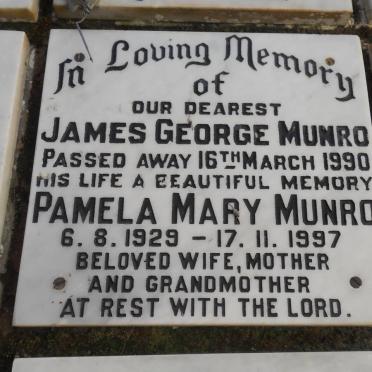 In Loving Memory
of
OUR DEAREST
JAMES GEORGE MUNRO
PASSED AWAY 16TH MARCH 1990
HIS LIFE A BEAUTIFUL MEMORY
PAMELA MARY MUNRO
6. 8. 1929 – 17. 11. 1997
BELOVED WIFE, MOTHER
AND GRANDMOTHER
AT REST WITH THE LORD.